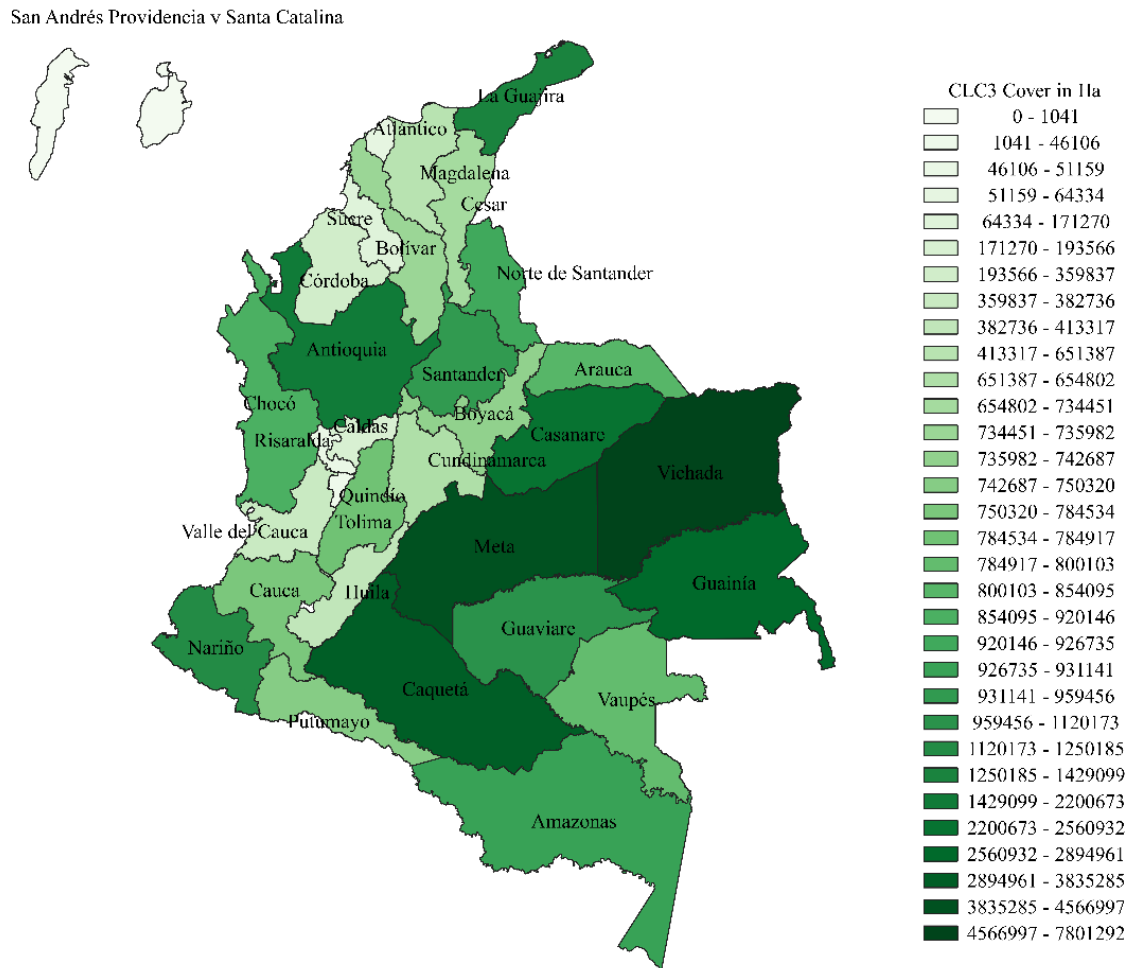 San Andrés Providencia v Santa Catalina
La Guajira
Atlántico
Magdalena
Cesar
Sucre
Bolívar
Norte de Santander
Córdoba
Antioquia
Santander
Arauca
Chocó
Boyacá
Caldas
Risaralda
Casanare
Cundinamarca
Vichada
Quindío
Tolima
Valle del Cauca
Meta
Guainía
Cauca
Huila
Guaviare
Nariño
Caquetá
Vaupés
Putumayo
Amazonas
CLC3 Cover in Ha
0 - 1041
1041 - 46106
46106 - 51159
51159 - 64334
64334 - 171270
171270 - 193566
193566 - 359837
359837 - 382736
382736 - 413317
413317 - 651387
651387 - 654802
654802 - 734451
734451 - 735982
735982 - 742687
742687 - 750320
750320 - 784534
784534 - 784917
784917 - 800103
800103 - 854095
854095 - 920146
920146 - 926735
926735 - 931141
931141 - 959456
959456 - 1120173
1120173 - 1250185
1250185 - 1429099
1429099 - 2200673
2200673 - 2560932
2560932 - 2894961
2894961 - 3835285
3835285 - 4566997
4566997 - 7801292